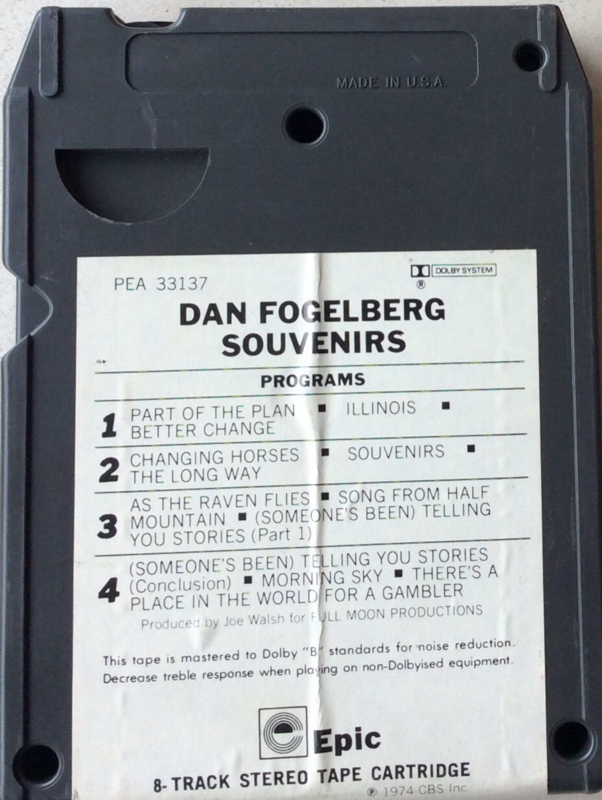 MADE IN U.S.A.
PEA 33137
DOLBY SYSTEM
®
DAN FOGELBERG
SOUVENIRS
PROGRAMS
1 PART OF THE PLAN ■ ILLINOIS ■
BETTER CHANGE
2 CHANGING HORSES ■ SOUVENIRS ■
THE LONG WAY
3 AS THE RAVEN FLIES ■ SONG FROM HALF
MOUNTAIN ■ (SOMEONE'S BEEN) TELLING
YOU STORIES (Part 1)
4 (SOMEONE'S BEEN) TELLING YOU STORIES
(Conclusion) ■ MORNING SKY ■ THERE'S A
PLACE IN THE WORLD FOR A GAMBLER
Produced by Joe Walsh for FULL MOON PRODUCTIONS
This tape is mastered to Dolby "B" standards for noise reduction.
Decrease treble response when playing on non-Dolbyised equipment.
Epic
8-TRACK STEREO TAPE CARTRIDGE
℗ 1974 CBS Inc